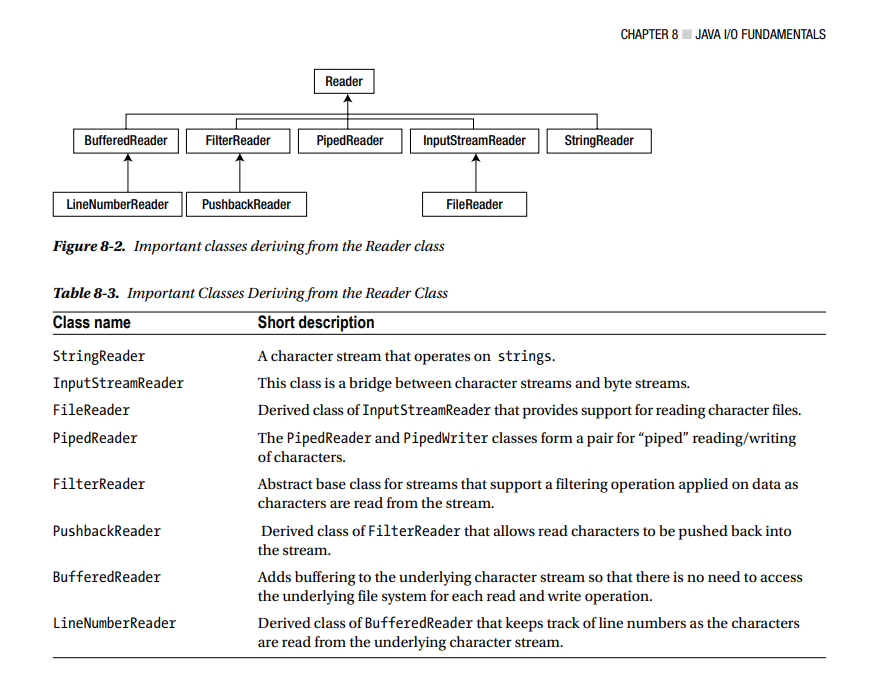 CHAPTER 8 ■ JAVA I/O FUNDAMENTALS
Reader
BufferedReader FilterReader PipedReader InputStreamReader StringReader
LineNumberReader PushbackReader FileReader
Figure 8-2. Important classes deriving from the Reader class
Table 8-3. Important Classes Deriving from the Reader Class
Class name Short description
StringReader A character stream that operates on strings.
InputStreamReader This class is a bridge between character streams and byte streams.
FileReader Derived class of InputStreamReader that provides support for reading character files.
PipedReader The PipedReader and PipedWriter classes form a pair for “piped” reading/writing
of characters.
FilterReader Abstract base class for streams that support a filtering operation applied on data as
characters are read from the stream.
PushbackReader Derived class of FilterReader that allows read characters to be pushed back into
the stream.
BufferedReader Adds buffering to the underlying character stream so that there is no need to access
the underlying file system for each read and write operation.
LineNumberReader Derived class of BufferedReader that keeps track of line numbers as the characters
are read from the underlying character stream.